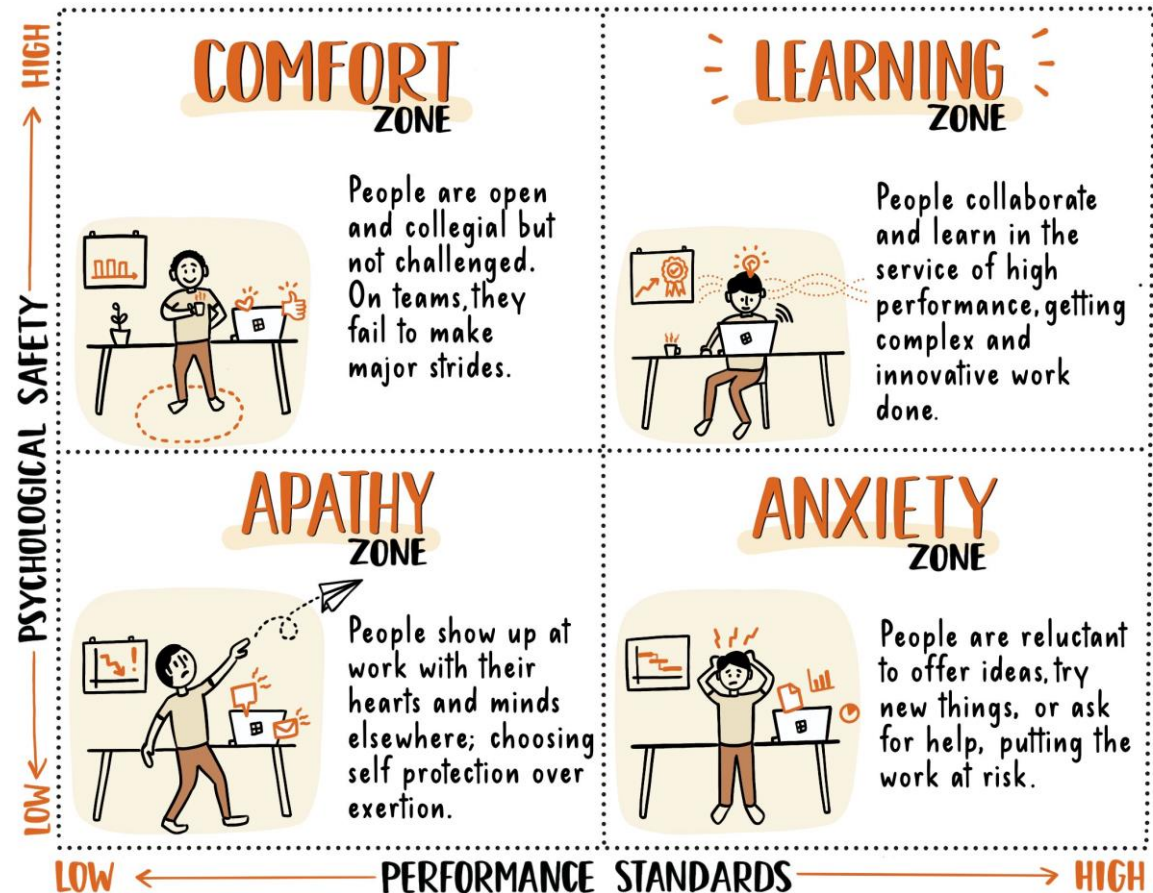 COMFORT
ZONE
People are open
and collegial but
not challenged.
On teams, they
fail to make
major strides.
LEARNING
ZONE
People collaborate
and learn in the
service of high
performance, getting
complex and
innovative work
done.
APATHY
ZONE
People show up at
work with their
hearts and minds
elsewhere; choosing
self protection over
exertion.
ANXIETY
ZONE
People are reluctant
to offer ideas, try
new things, or ask
for help, putting the
work at risk.
HIGH
PSYCHOLOGICAL SAFETY
LOW
LOW
PERFORMANCE STANDARDS
HIGH